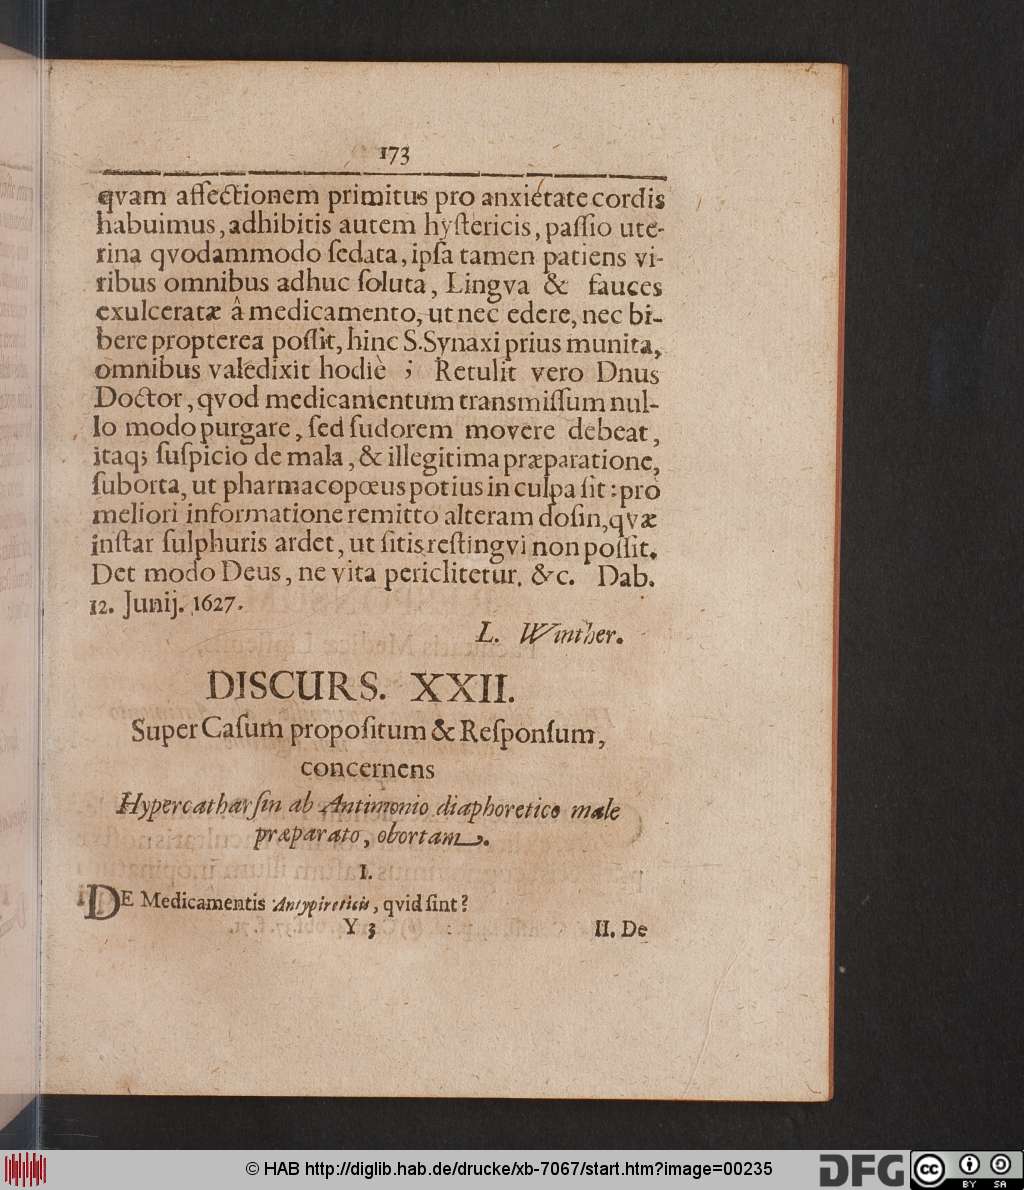 173
qvam affectionem primitus pro anxietate cordis
habuimus, adhibitis autem hyſtericis, paſſio ute-
rina qvodammodo ſedata, ipſa tamen patiens vi-
ribus omnibus adhuc ſoluta, Lingva & fauces
exulceratæ â medicamento, ut nec edere, nec bi-
bere propterea poſſit, hinc S. Synaxi prius munita,
omnibus valedixit hodiè ; Retulit vero Dnus
Doctor, qvod medicamentum transmiſſum nul-
lo modo purgare, ſed ſudorem movere debeat,
itaq; ſuſpicio de mala, & illegitima præparatione,
ſuborta, ut pharmacopœus potius in culpa ſit : pro
meliori informatione remitto alteram doſin, qvæ
inſtar ſulphuris ardet, ut ſitis reſtingvi non poſſit.
Det modo Deus, ne vita periclitetur. &c. Dab.
12. Junij. 1627.
L. Winther.
DISCURS. XXII.
Super Caſum propoſitum & Reſponſum,
concernens
Hypercatharſin ab Antimonio diaphoretico male
præparato, obortam.
I.
DE Medicamentis Antypireticis, qvid ſint?
Y 3 II. De
© HAB http://diglib.hab.de/drucke/xb-7067/start.htm?image=00235
DFG cc BY SA